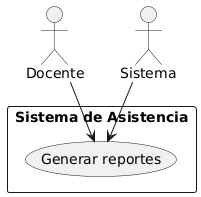 Docente Sistema
Sistema de Asistencia
Generar reportes